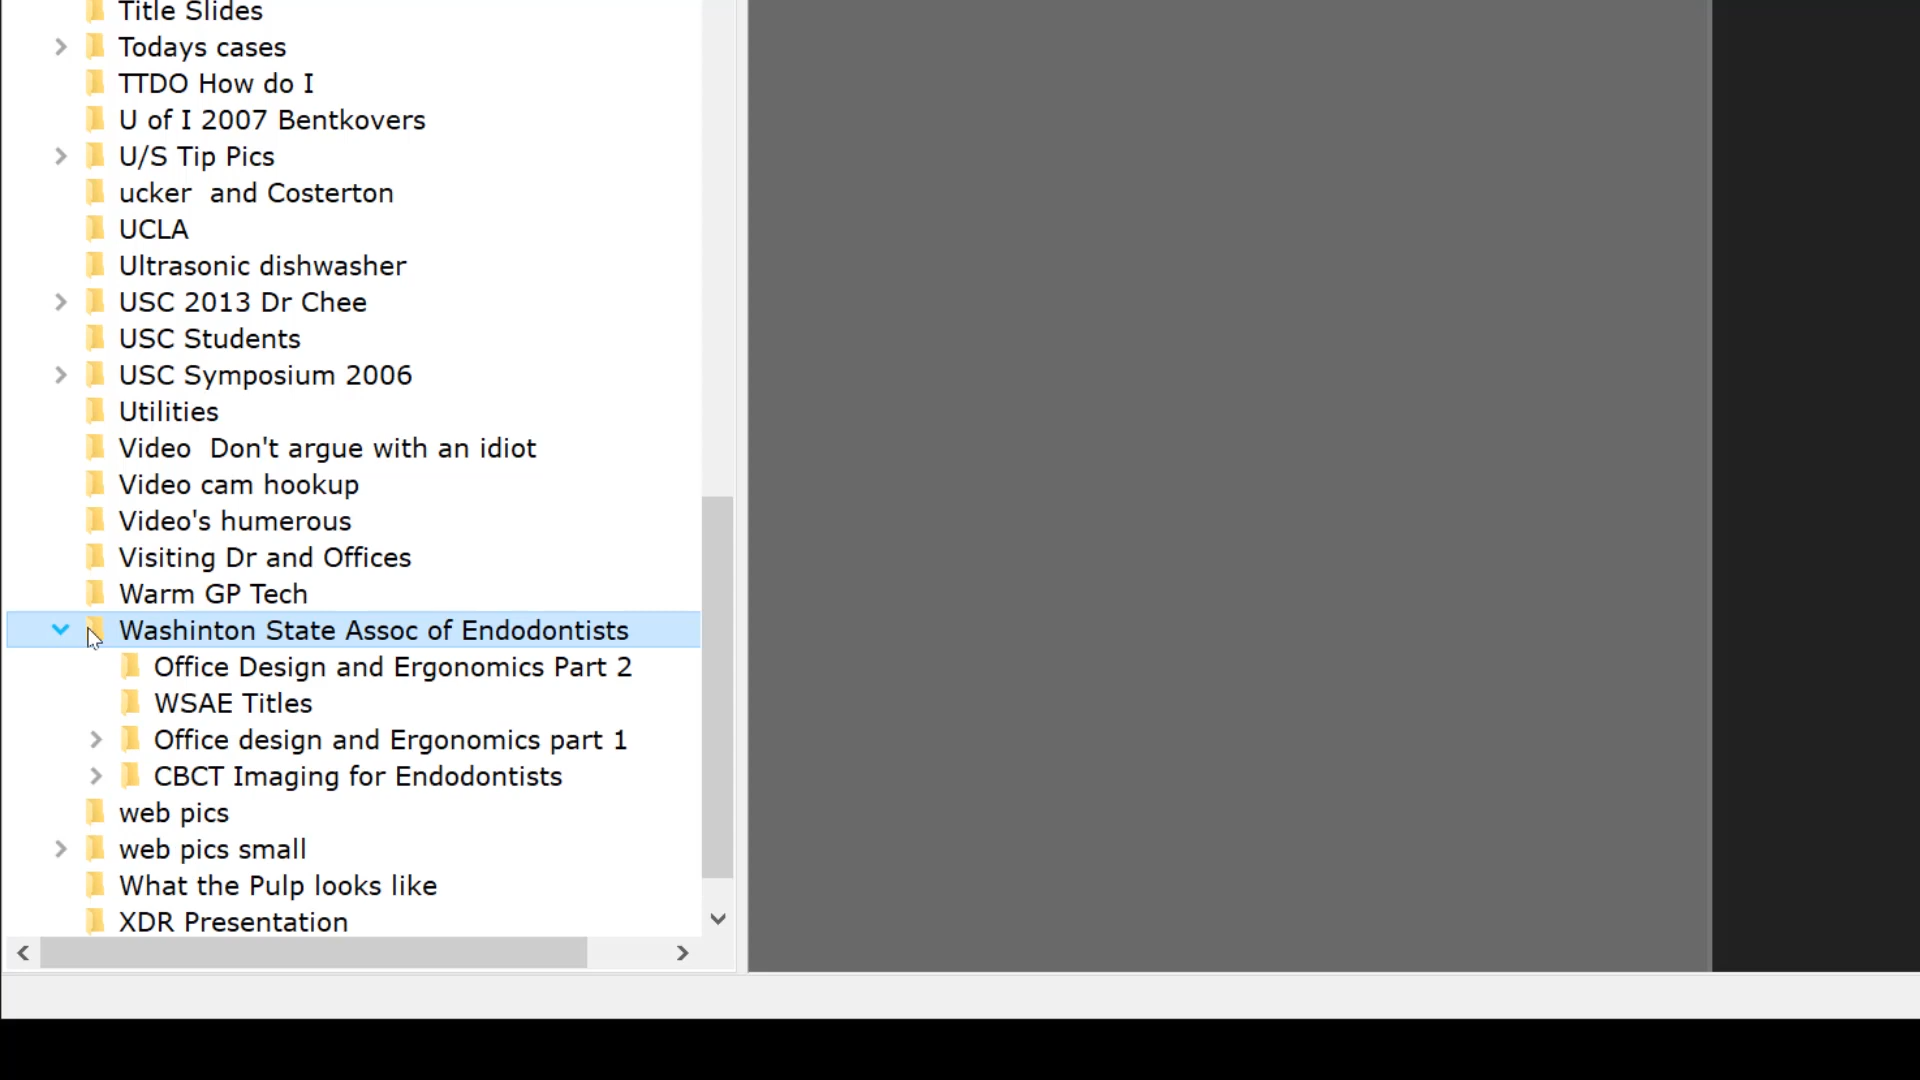 Title Slides
Todays cases
TTDO How do I
U of I 2007 Bentkovers
U/S Tip Pics
ucker  and Costerton
UCLA
Ultrasonic dishwasher
USC 2013 Dr Chee
USC Students
USC Symposium 2006
Utilities
Video  Don't argue with an idiot
Video cam hookup
Video's humerous
Visiting Dr and Offices
Warm GP Tech
Washinton State Assoc of Endodontists
Office Design and Ergonomics Part 2
WSAE Titles
Office design and Ergonomics part 1
CBCT Imaging for Endodontists
web pics
web pics small
What the Pulp looks like
XDR Presentation